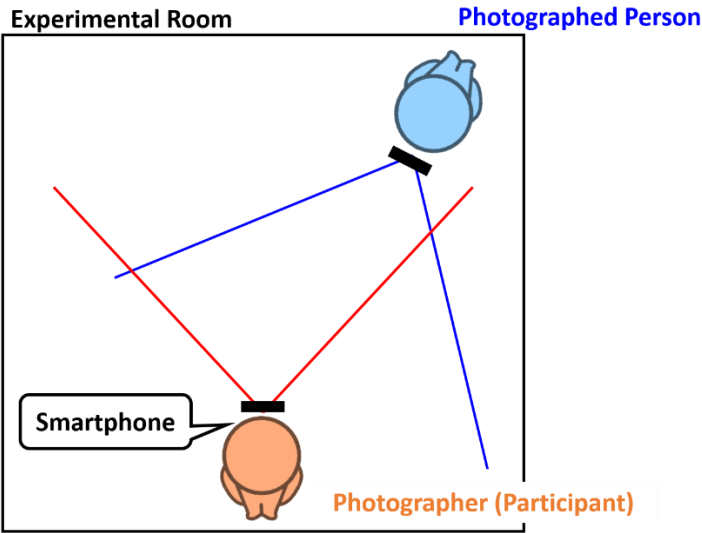 Experimental Room
Photographed Person
Smartphone
Photographer (Participant)